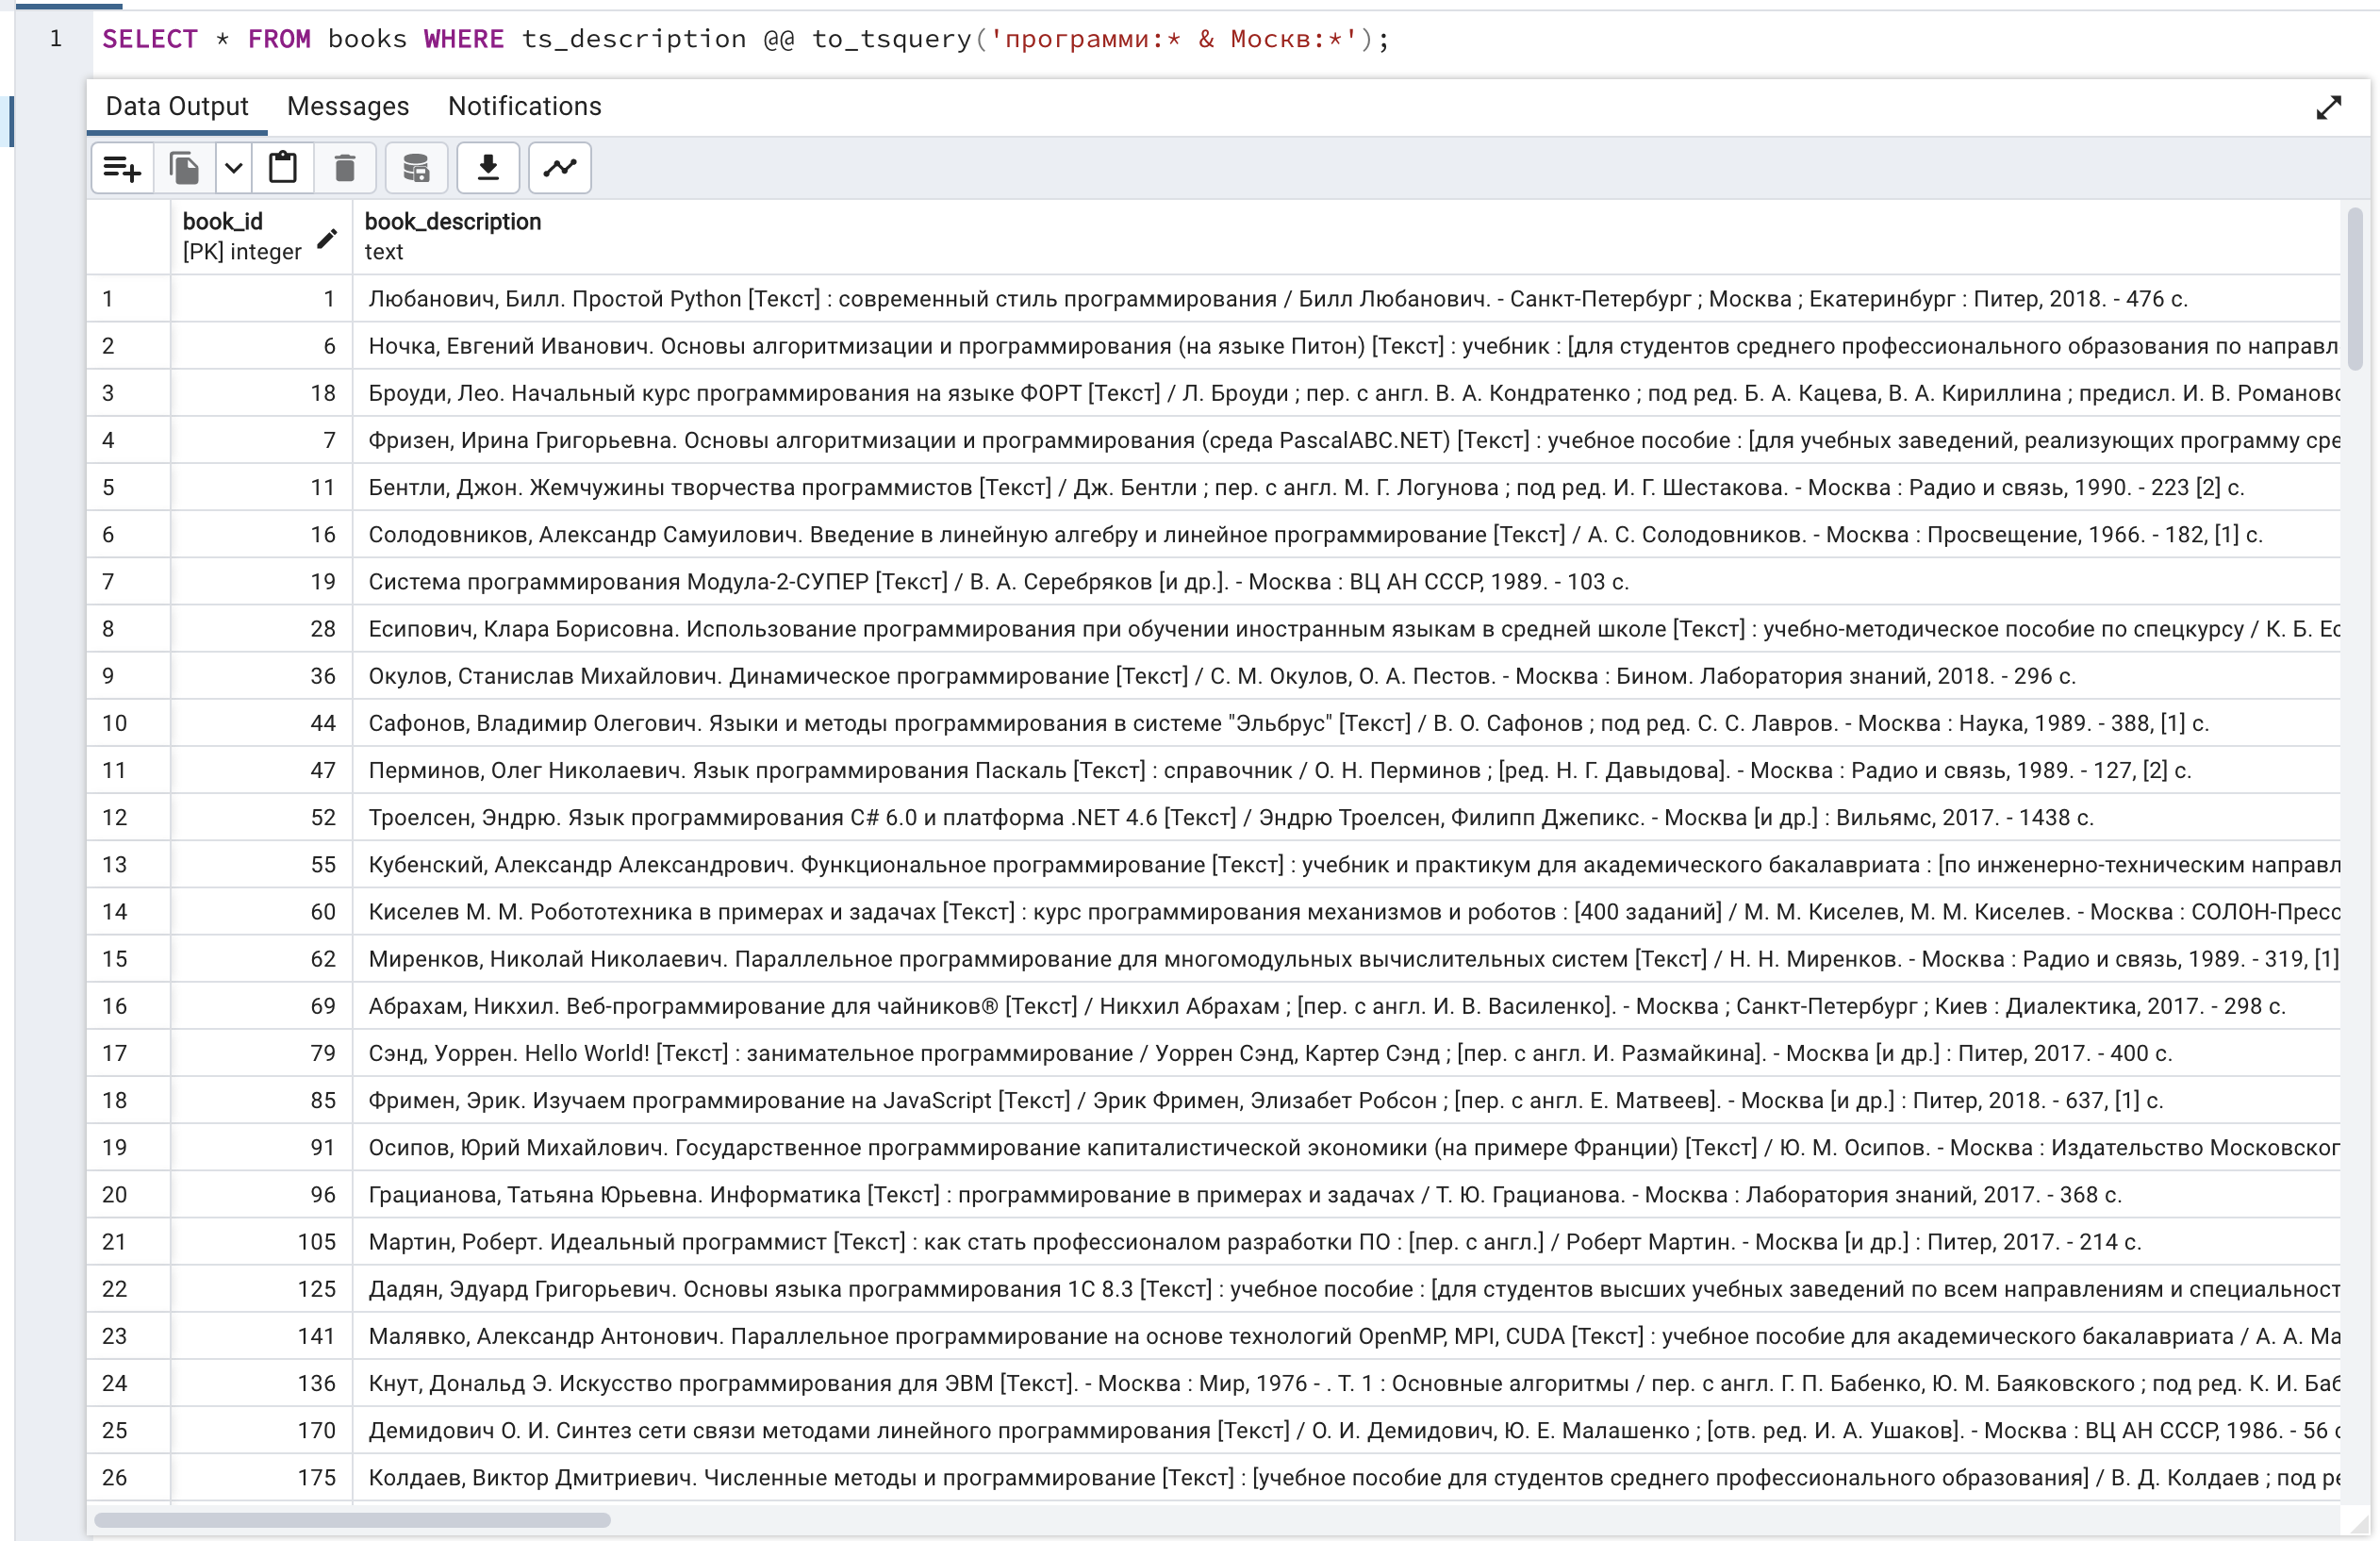 1 SELECT * FROM books WHERE ts_description @@ to_tsquery('программи:* & Москв:*');
Data Output Messages Notifications
book_id book_description
[PK] integer text
1 1 Любанович, Билл. Простой Python [Текст] : современный стиль программирования / Билл Любанович. - Санкт-Петербург ; Москва ; Екатеринбург : Питер, 2018. - 476 с.
2 6 Ночка, Евгений Иванович. Основы алгоритмизации и программирования (на языке Питон) [Текст] : учебник : [для студентов среднего профессионального образования по направл
3 18 Броуди, Лео. Начальный курс программирования на языке ФОРТ [Текст] / Л. Броуди ; пер. с англ. В. А. Кондратенко ; под ред. Б. А. Кацева, В. А. Кириллина ; предисл. И. В. Романовс
4 7 Фризен, Ирина Григорьевна. Основы алгоритмизации и программирования (среда PascalABC.NET) [Текст] : учебное пособие : [для учебных заведений, реализующих программу сре
5 11 Бентли, Джон. Жемчужины творчества программистов [Текст] / Дж. Бентли ; пер. с англ. М. Г. Логунова ; под ред. И. Г. Шестакова. - Москва : Радио и связь, 1990. - 223 [2] с.
6 16 Солодовников, Александр Самуилович. Введение в линейную алгебру и линейное программирование [Текст] / А. С. Солодовников. - Москва : Просвещение, 1966. - 182, [1] с.
7 19 Система программирования Модула-2-СУПЕР [Текст] / В. А. Серебряков [и др.]. - Москва : ВЦ АН СССР, 1989. - 103 с.
8 28 Есипович, Клара Борисовна. Использование программирования при обучении иностранным языкам в средней школе [Текст] : учебно-методическое пособие по спецкурсу / К. Б. Ес
9 36 Окулов, Станислав Михайлович. Динамическое программирование [Текст] / С. М. Окулов, О. А. Пестов. - Москва : Бином. Лаборатория знаний, 2018. - 296 с.
10 44 Сафонов, Владимир Олегович. Языки и методы программирования в системе "Эльбрус" [Текст] / В. О. Сафонов ; под ред. С. С. Лавров. - Москва : Наука, 1989. - 388, [1] с.
11 47 Перминов, Олег Николаевич. Язык программирования Паскаль [Текст] : справочник / О. Н. Перминов ; [ред. Н. Г. Давыдова]. - Москва : Радио и связь, 1989. - 127, [2] с.
12 52 Троелсен, Эндрю. Язык программирования C# 6.0 и платформа .NET 4.6 [Текст] / Эндрю Троелсен, Филипп Джепикс. - Москва [и др.] : Вильямс, 2017. - 1438 с.
13 55 Кубенский, Александр Александрович. Функциональное программирование [Текст] : учебник и практикум для академического бакалавриата : [по инженерно-техническим направл
14 60 Киселев М. М. Робототехника в примерах и задачах [Текст] : курс программирования механизмов и роботов : [400 заданий] / М. М. Киселев, М. М. Киселев. - Москва : СОЛОН-Пресс
15 62 Миренков, Николай Николаевич. Параллельное программирование для многомодульных вычислительных систем [Текст] / Н. Н. Миренков. - Москва : Радио и связь, 1989. - 319, [1]
16 69 Абрахам, Никхил. Веб-программирование для чайников® [Текст] / Никхил Абрахам ; [пер. с англ. И. В. Василенко]. - Москва ; Санкт-Петербург ; Киев : Диалектика, 2017. - 298 с.
17 79 Сэнд, Уоррен. Hello World! [Текст] : занимательное программирование / Уоррен Сэнд, Картер Сэнд ; [пер. с англ. И. Размайкина]. - Москва [и др.] : Питер, 2017. - 400 с.
18 85 Фримен, Эрик. Изучаем программирование на JavaScript [Текст] / Эрик Фримен, Элизабет Робсон ; [пер. с англ. Е. Матвеев]. - Москва [и др.] : Питер, 2018. - 637, [1] с.
19 91 Осипов, Юрий Михайлович. Государственное программирование капиталистической экономики (на примере Франции) [Текст] / Ю. М. Осипов. - Москва : Издательство Московског
20 96 Грацианова, Татьяна Юрьевна. Информатика [Текст] : программирование в примерах и задачах / Т. Ю. Грацианова. - Москва : Лаборатория знаний, 2017. - 368 с.
21 105 Мартин, Роберт. Идеальный программист [Текст] : как стать профессионалом разработки ПО : [пер. с англ.] / Роберт Мартин. - Москва [и др.] : Питер, 2017. - 214 с.
22 125 Дадян, Эдуард Григорьевич. Основы языка программирования 1С 8.3 [Текст] : учебное пособие : [для студентов высших учебных заведений по всем направлениям и специальност
23 141 Малявко, Александр Антонович. Параллельное программирование на основе технологий OpenMP, MPI, CUDA [Текст] : учебное пособие для академического бакалавриата / А. А. Ма
24 136 Кнут, Дональд Э. Искусство программирования для ЭВМ [Текст]. - Москва : Мир, 1976 - . Т. 1 : Основные алгоритмы / пер. с англ. Г. П. Бабенко, Ю. М. Баяковского ; под ред. К. И. Баб
25 170 Демидович О. И. Синтез сети связи методами линейного программирования [Текст] / О. И. Демидович, Ю. Е. Малашенко ; [отв. ред. И. А. Ушаков]. - Москва : ВЦ АН СССР, 1986. - 56 с
26 175 Колдаев, Виктор Дмитриевич. Численные методы и программирование [Текст] : [учебное пособие для студентов среднего профессионального образования] / В. Д. Колдаев ; под ре